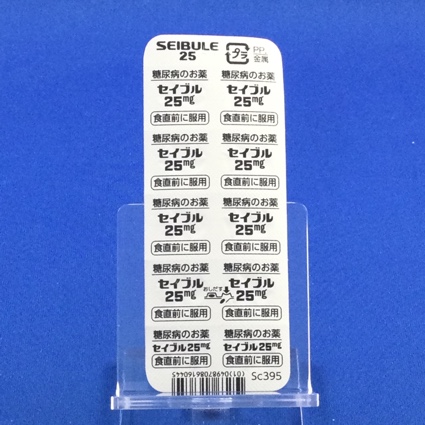 SEIBULE
25
プラ
PP
金属
糖尿病のお薬 糖尿病のお薬
セイブル セイブル
25mg 25mg
食直前に服用 食直前に服用
糖尿病のお薬 糖尿病のお薬
セイブル セイブル
25mg 25mg
食直前に服用 食直前に服用
糖尿病のお薬 糖尿病のお薬
セイブル セイブル
25mg 25mg
食直前に服用 食直前に服用
糖尿病のお薬 糖尿病のお薬
セイブル おしだす セイブル
25mg 25mg
食直前に服用 食直前に服用
糖尿病のお薬 糖尿病のお薬
セイブル25mg セイブル25mg
食直前に服用 食直前に服用
(01)04987086160445
Sc395